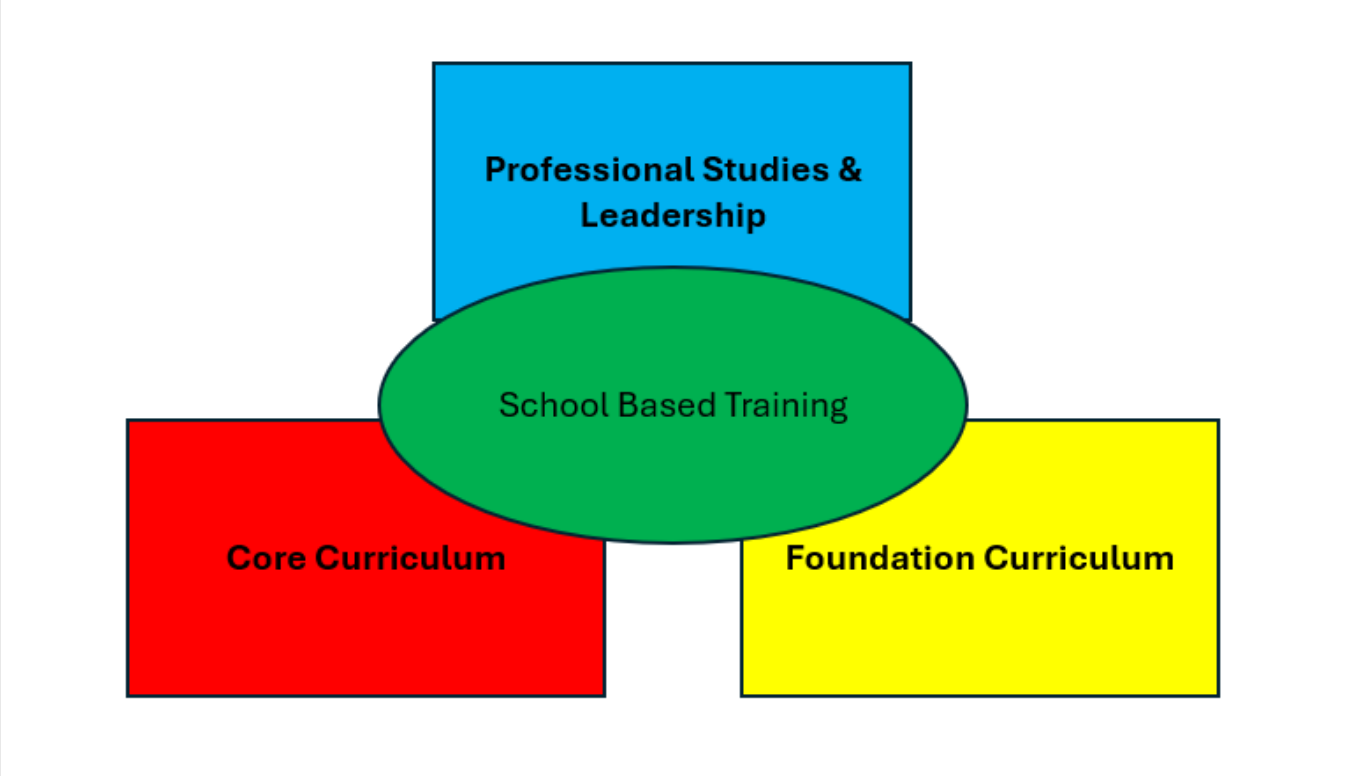 Professional Studies &
Leadership
School Based Training
Core Curriculum
Foundation Curriculum